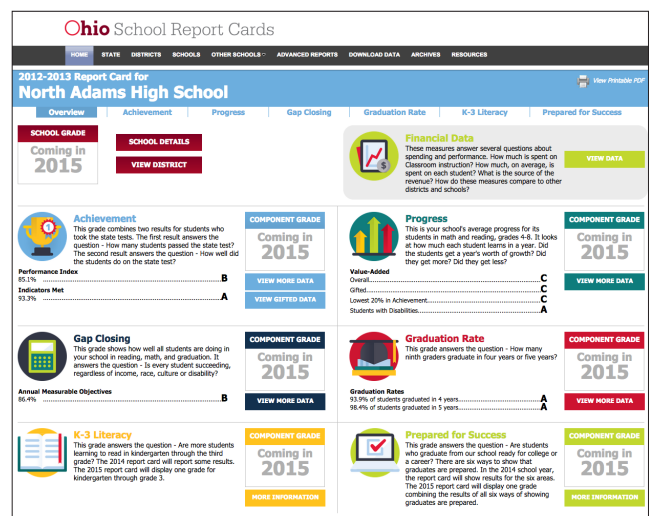 Ohio School Report Cards
HOME STATE DISTRICTS SCHOOLS OTHER SCHOOLS ADVANCED REPORTS DOWNLOAD DATA ARCHIVES RESOURCES
2012-2013 Report Card for
North Adams High School
View Printable PDF
Overview Achievement Progress Gap Closing Graduation Rate K-3 Literacy Prepared for Success
SCHOOL GRADE
Coming in
2015
SCHOOL DETAILS
VIEW DISTRICT
Financial Data
These measures answer several questions about
spending and performance. How much is spent on
Classroom instruction? How much, on average, is
spent on each student? What is the source of the
revenue? How do these measures compare to other
districts and schools?
VIEW DATA
$
Achievement
This grade combines two results for students who
took the state tests. The first result answers the
question - How many students passed the state test?
The second result answers the question - How well did
the students do on the state test?
Performance Index
85.1% ........................................................B
Indicators Met
93.3% ........................................................A
COMPONENT GRADE
Coming in
2015
VIEW MORE DATA
VIEW GIFTED DATA
1
Progress
This is your school's average progress for its
students in math and reading, grades 4-8. It looks
at how much each student learns in a year. Did
the students get a year's worth of growth? Did
they get more? Did they get less?
Value-Added
Overall........................................................C
Gifted........................................................C
Lowest 20% in Achievement........................................C
Students with Disabilities........................................A
COMPONENT GRADE
Coming in
2015
VIEW MORE DATA
Gap Closing
This grade shows how well all students are doing in
your school in reading, math, and graduation. It
answers the question - Is every student succeeding,
regardless of income, race, culture or disability?
Annual Measurable Objectives
86.4% ........................................................B
COMPONENT GRADE
Coming in
2015
VIEW MORE DATA
Graduation Rate
This grade answers the question - How many
ninth graders graduate in four years or five years?
Graduation Rates
93.9% of students graduated in 4 years..............................A
98.4% of students graduated in 5 years..............................A
COMPONENT GRADE
Coming in
2015
VIEW MORE DATA
K-3 Literacy
This grade answers the question - Are more students
learning to read in kindergarten through the third
grade? The 2014 report card will report some results.
The 2015 report card will display one grade for
kindergarten through grade 3.
COMPONENT GRADE
Coming in
2015
MORE INFORMATION
Prepared for Success
This grade answers the question - Are students
who graduate from our school ready for college or
a career? There are six ways to show that
graduates are prepared. In the 2014 school year,
the report card will show results for the six areas.
The 2015 report card will display one grade
combining the results of all six ways of showing
graduates are prepared.
COMPONENT GRADE
Coming in
2015
MORE INFORMATION